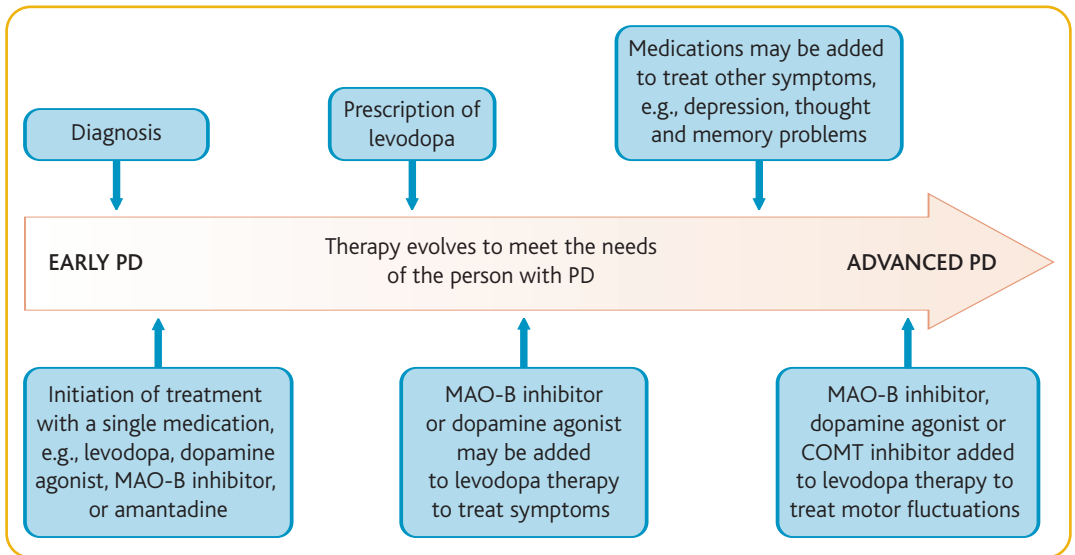 Diagnosis
Prescription of
levodopa
Medications may be added
to treat other symptoms,
e.g., depression, thought
and memory problems
EARLY PD
Therapy evolves to meet the needs
of the person with PD
ADVANCED PD
Initiation of treatment
with a single medication,
e.g., levodopa, dopamine
agonist, MAO-B inhibitor,
or amantadine
MAO-B inhibitor
or dopamine agonist
may be added
to levodopa therapy
to treat symptoms
MAO-B inhibitor,
dopamine agonist or
COMT inhibitor added
to levodopa therapy to
treat motor fluctuations